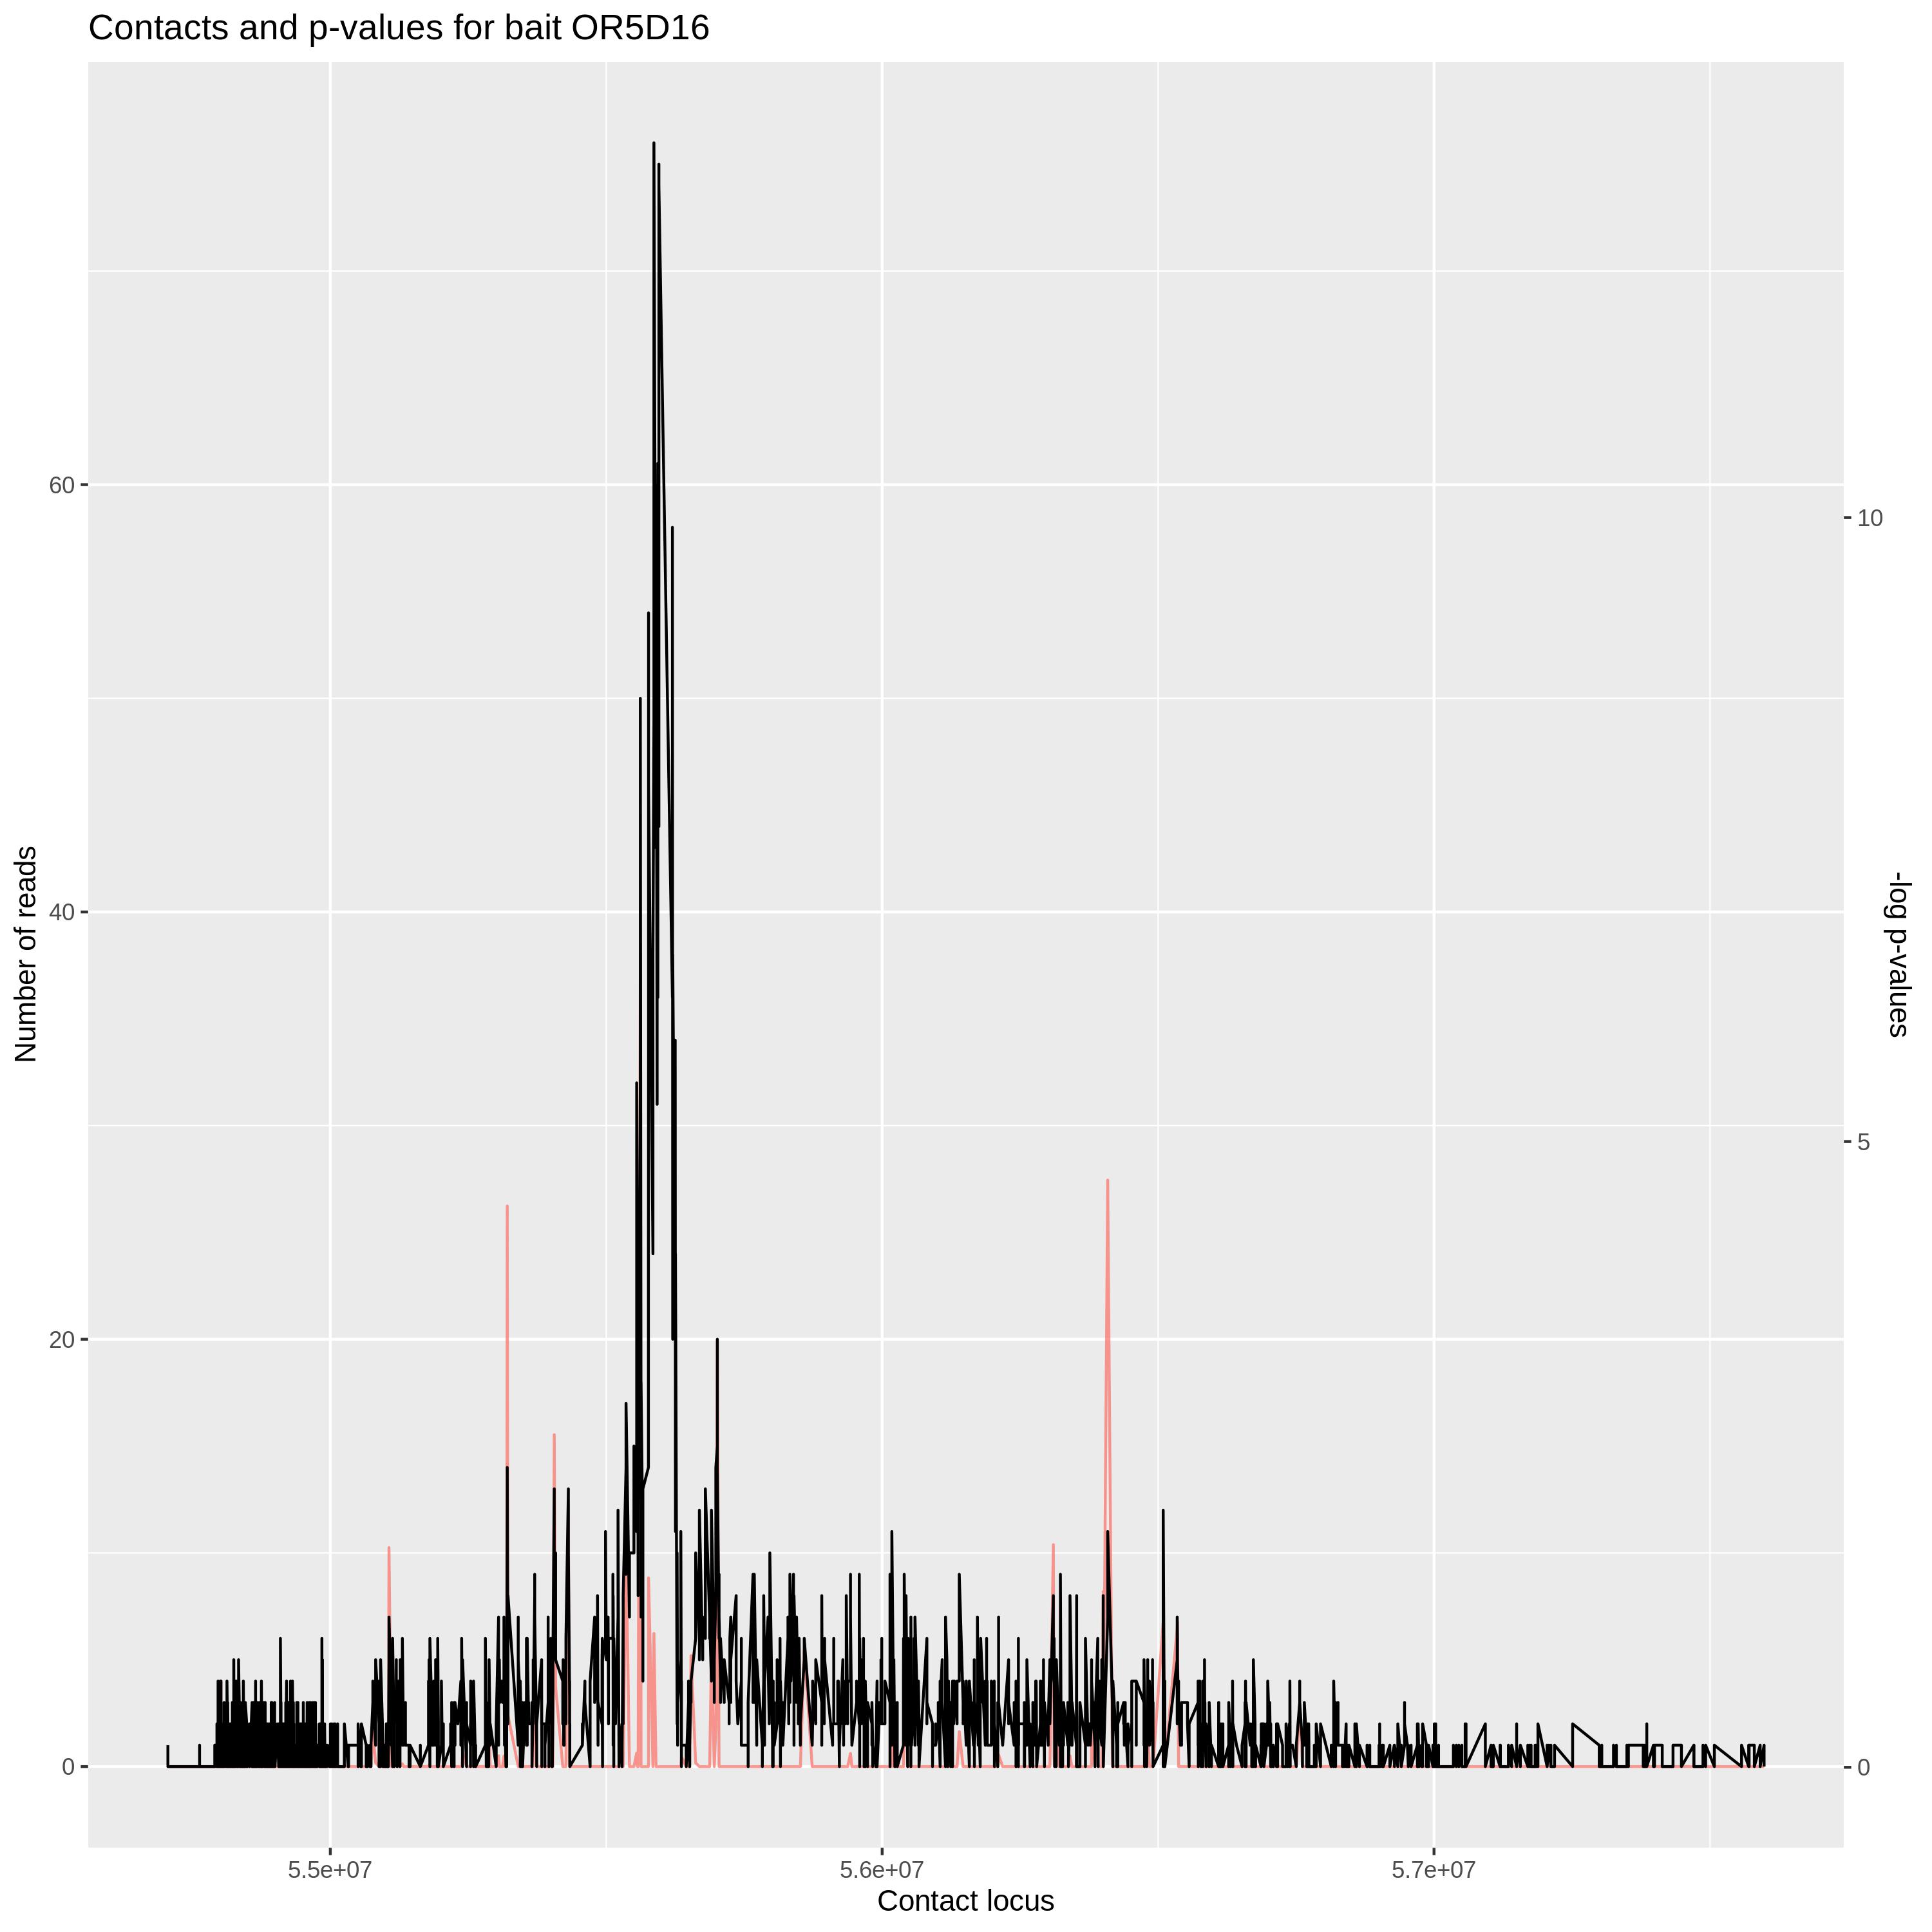 Contacts and p-values for bait OR5D16
Number of reads
60
40
20
0
10
5
0
-log p-values
5.5e+07
5.6e+07
5.7e+07
Contact locus